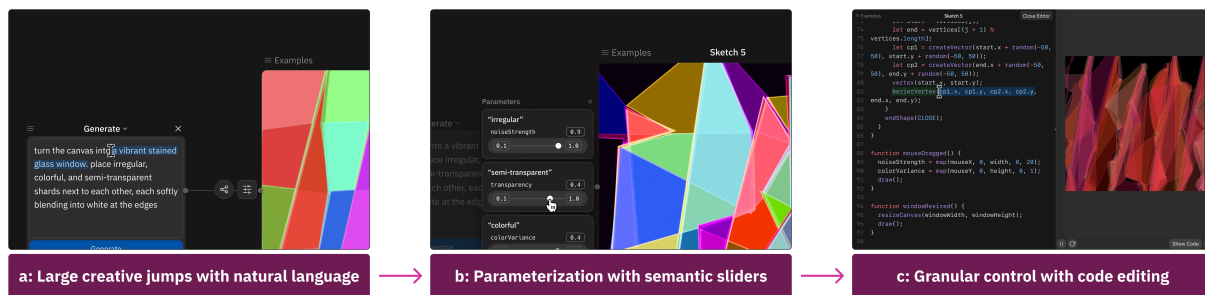 Examples
Generate
turn the canvas into a vibrant stained
glass window. place irregular,
colorful, and semi-transparent
shards next to each other, each softly
blending into white at the edges
Generate
a: Large creative jumps with natural language
Examples
Sketch 5
Parameters
"irregular"
noiseStrength 0.9
0.1 1.0
"semi-transparent"
transparency 0.4
0.1 1.0
"colorful"
colorVariance 0.4
b: Parameterization with semantic sliders
Examples
Sketch 5
Close Editor
75 let end = vertices[(j + 1) %
vertices.length];
76 let cp1 = createVector(start.x + random(-50,
50), start.y + random(-50, 50));
let cp2 = createVector(end.x + random(-50,
50), end.y + random(-50, 50));
vertex(start.x, start.y);
bezierVertex(cp1.x, cp1.y, cp2.x, cp2.y,
end.x, end.y);
}
endShape(CLOSE);
}
}
function mouseDragged() {
noiseStrength = map(mouseX, 0, width, 0, 20);
colorVariance = map(mouseY, 0, height, 0, 1);
draw();
}
function windowResized() {
resizeCanvas(windowWidth, windowHeight);
draw();
}
Show Code
c: Granular control with code editing